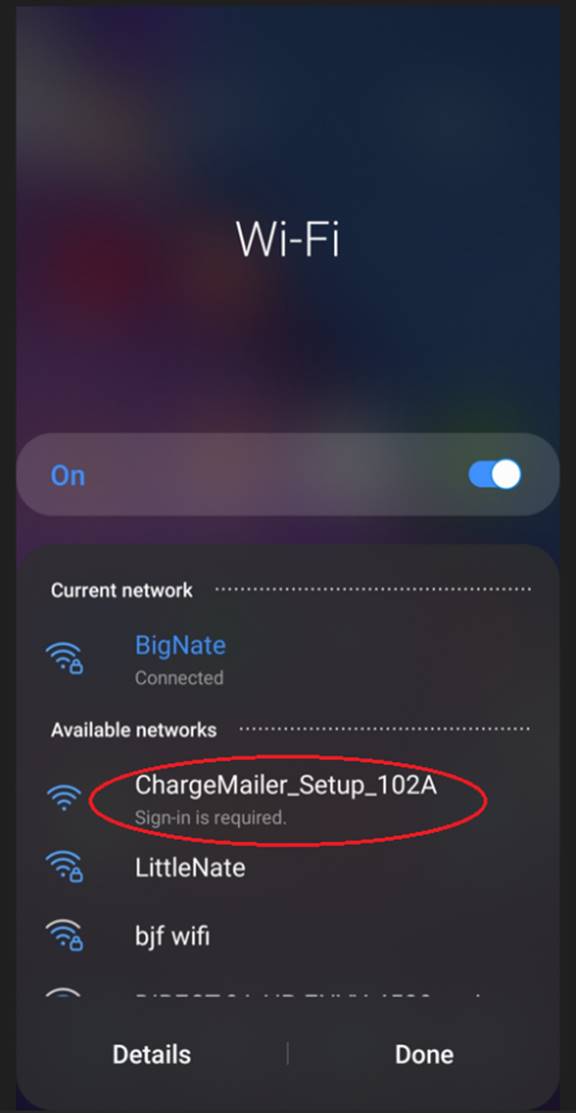 Wi-Fi
On
Current network
BigNate
Connected
Available networks
ChargeMailer_Setup_102A
Sign-in is required.
LittleNate
bjf wifi
Details
Done